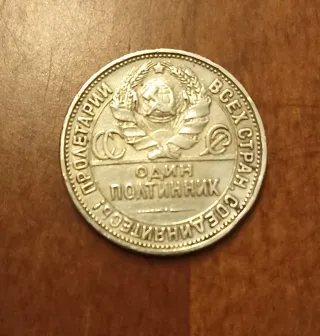 ПРОЛЕТАРИИ ВСЕХ СТРАН, СОЕДИНЯЙТЕСЬ!
ОДИН
ПОЛТИННИК